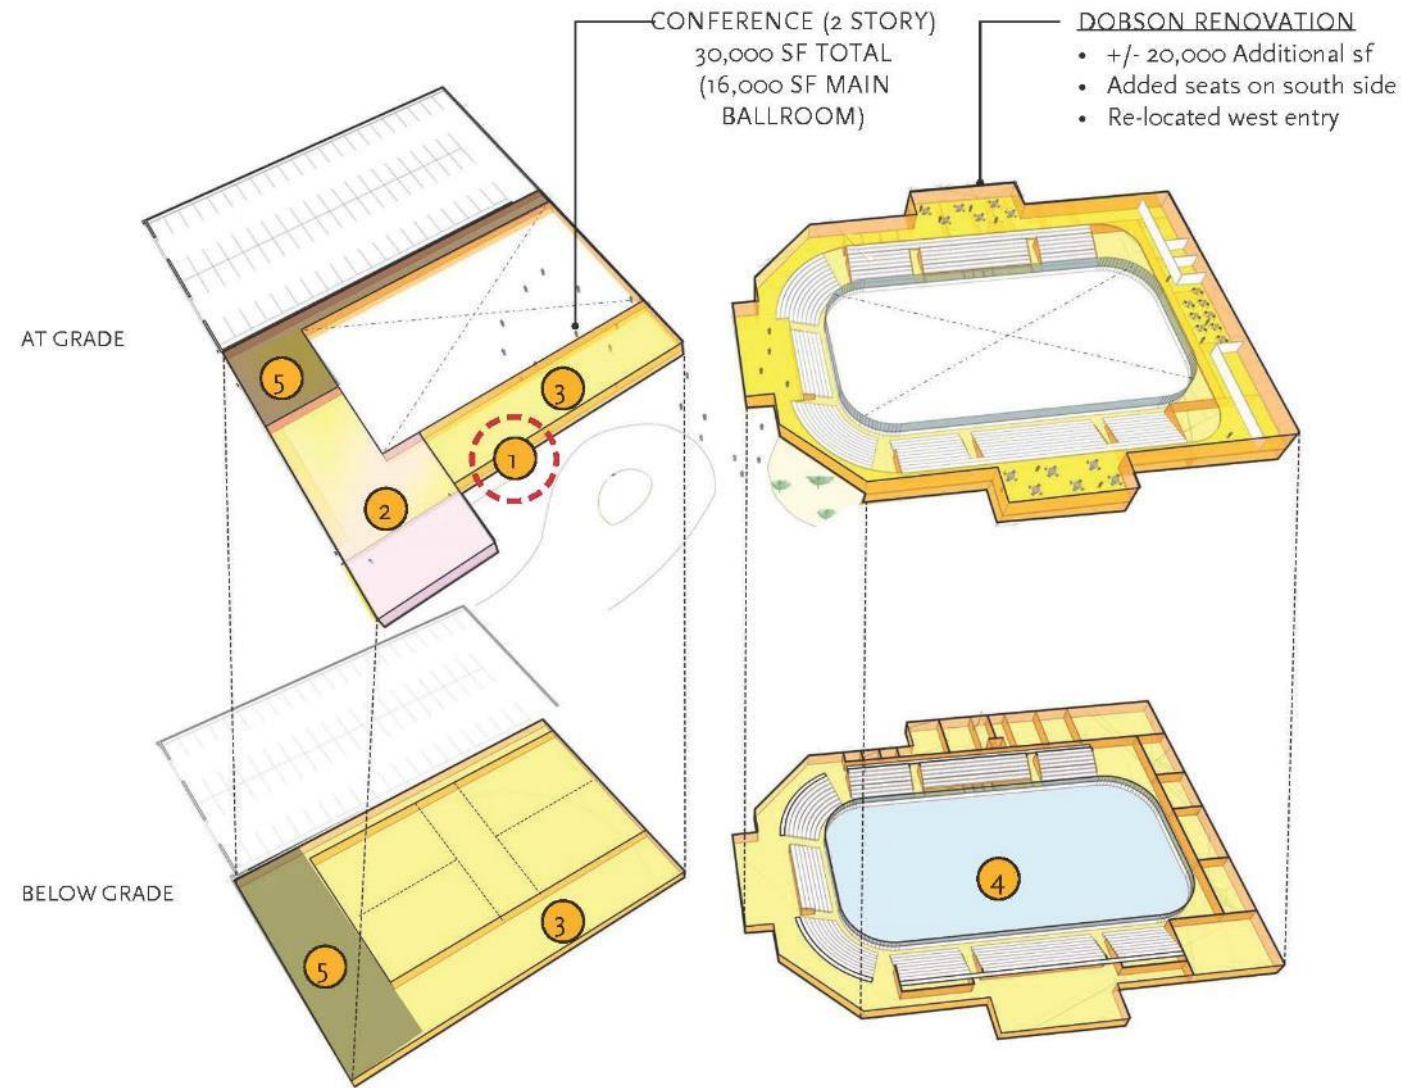 CONFERENCE (2 STORY)
30,000 SF TOTAL
(16,000 SF MAIN
BALLROOM)
DOBSON RENOVATION
• +/- 20,000 Additional sf
• Added seats on south side
• Re-located west entry
AT GRADE
5
3
1
2
BELOW GRADE
4
3
5